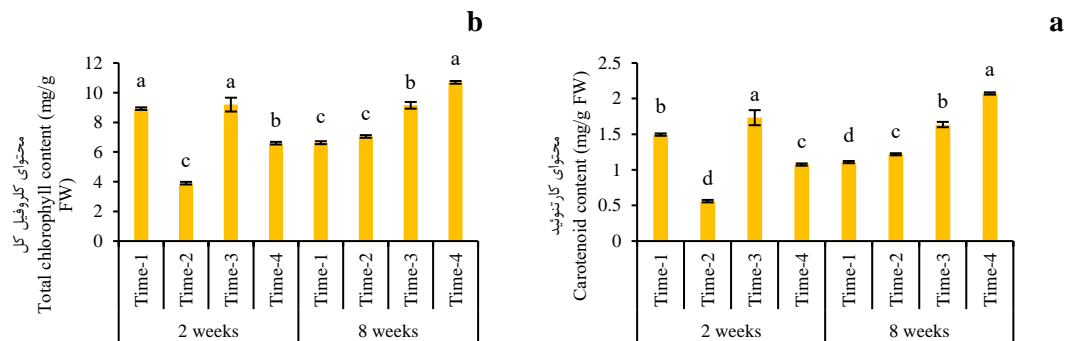 b
محتوای کلروفیل کل
Total chlorophyll content (mg/g
FW)
12
10
8
6
4
2
0
a
c
a
b
c
c
b
a
Time-1
Time-2
Time-3
Time-4
Time-1
Time-2
Time-3
Time-4
2 weeks
8 weeks
a
محتوای کارتنوئید
Carotenoid content (mg/g FW)
2.5
2
1.5
1
0.5
0
b
d
a
c
d
c
b
a
Time-1
Time-2
Time-3
Time-4
Time-1
Time-2
Time-3
Time-4
2 weeks
8 weeks